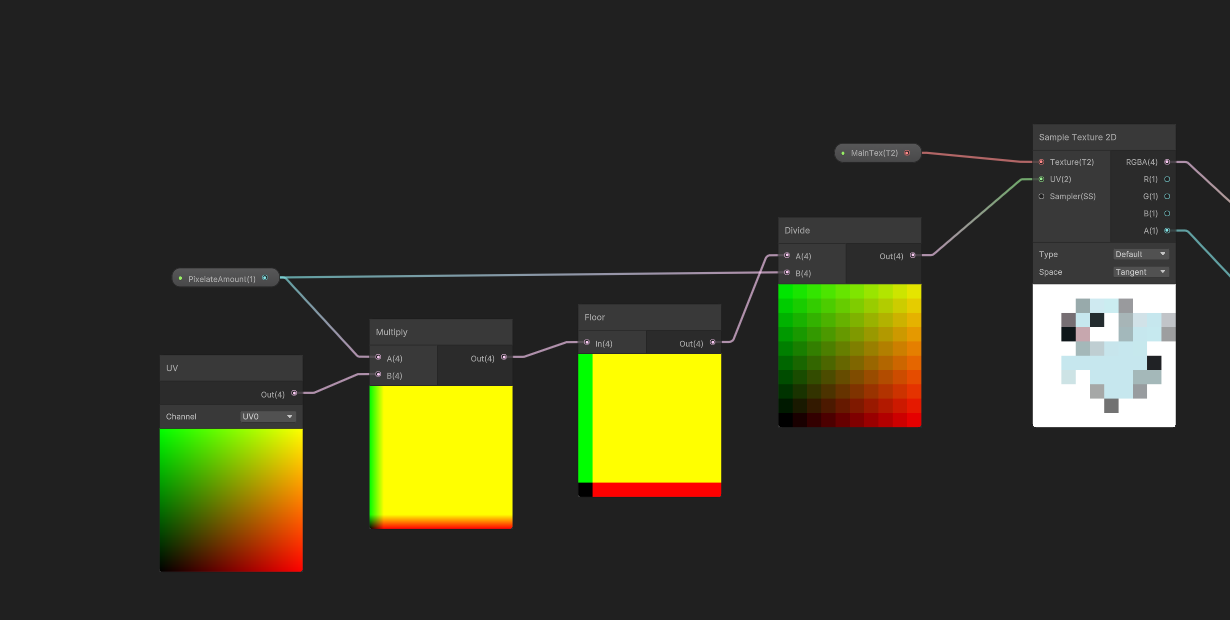 Sample Texture 2D
MainTex(T2)
Texture(T2)
RGBA(4)
UV(2)
R(1)
Sampler(SS)
G(1)
B(1)
A(1)
Type
Default
Space
Tangent
Divide
A(4)
Out(4)
B(4)
PixelateAmount(1)
Floor
In(4)
Out(4)
Multiply
A(4)
Out(4)
B(4)
UV
Out(4)
Channel
UV0